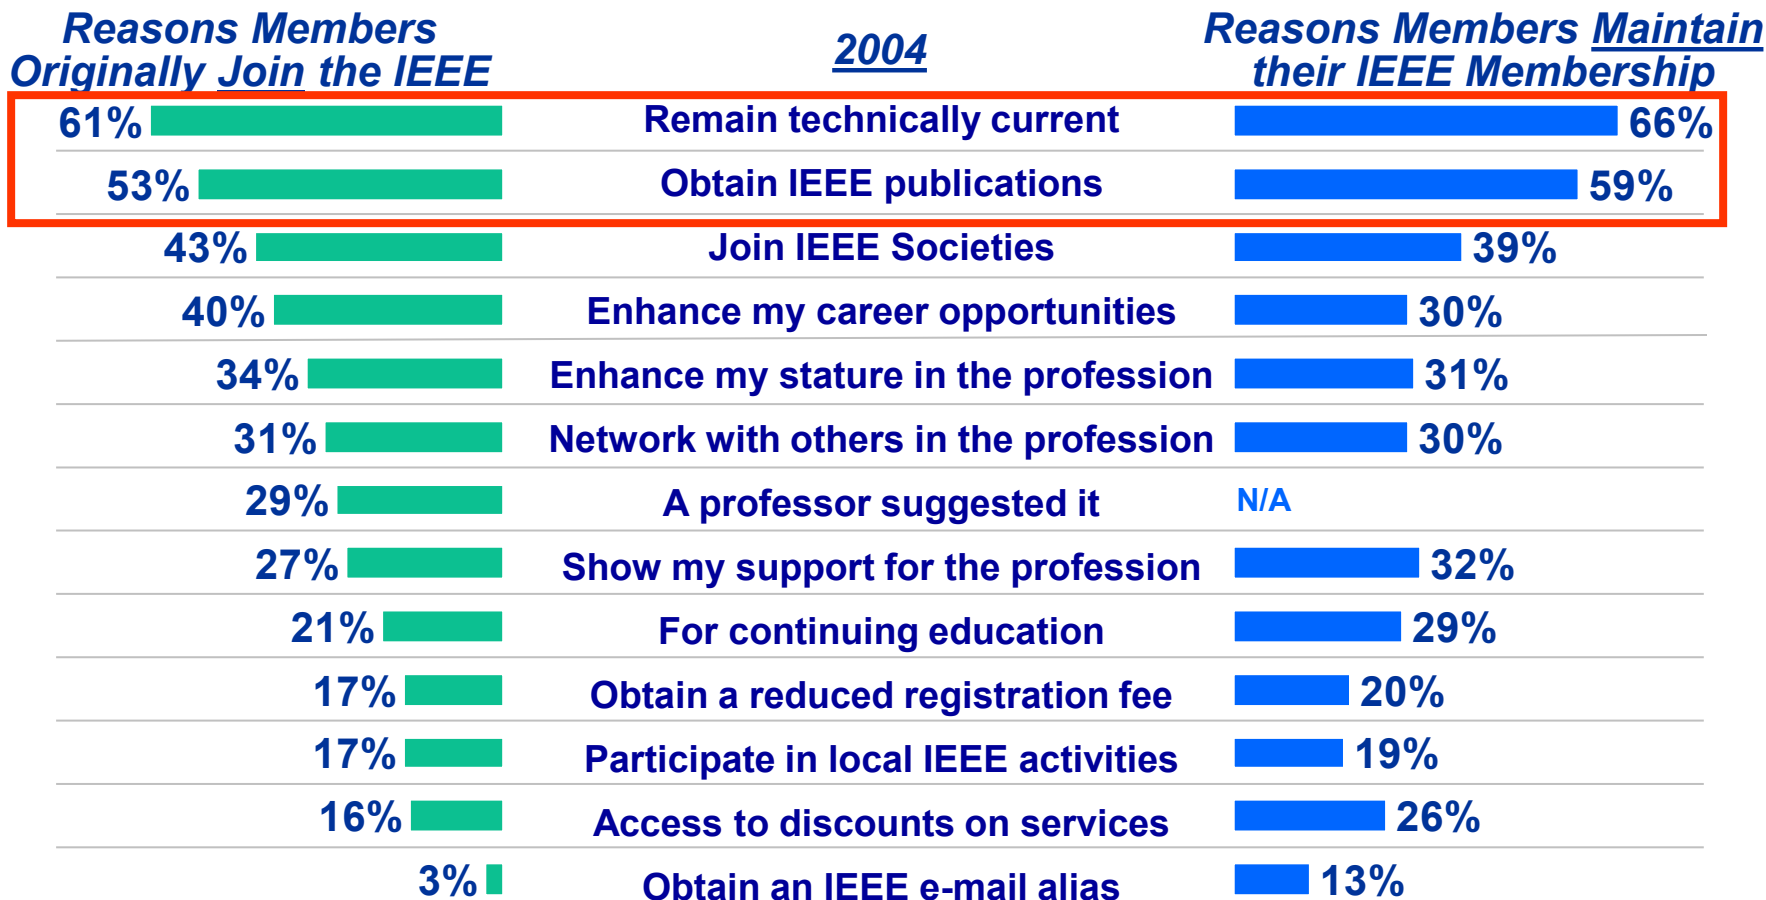 Reasons Members
Originally Join the IEEE
2004
Reasons Members Maintain
their IEEE Membership
61% Remain technically current 66%
53% Obtain IEEE publications 59%
43% Join IEEE Societies 39%
40% Enhance my career opportunities 30%
34% Enhance my stature in the profession 31%
31% Network with others in the profession 30%
29% A professor suggested it N/A
27% Show my support for the profession 32%
21% For continuing education 29%
17% Obtain a reduced registration fee 20%
17% Participate in local IEEE activities 19%
16% Access to discounts on services 26%
3% Obtain an IEEE e-mail alias 13%